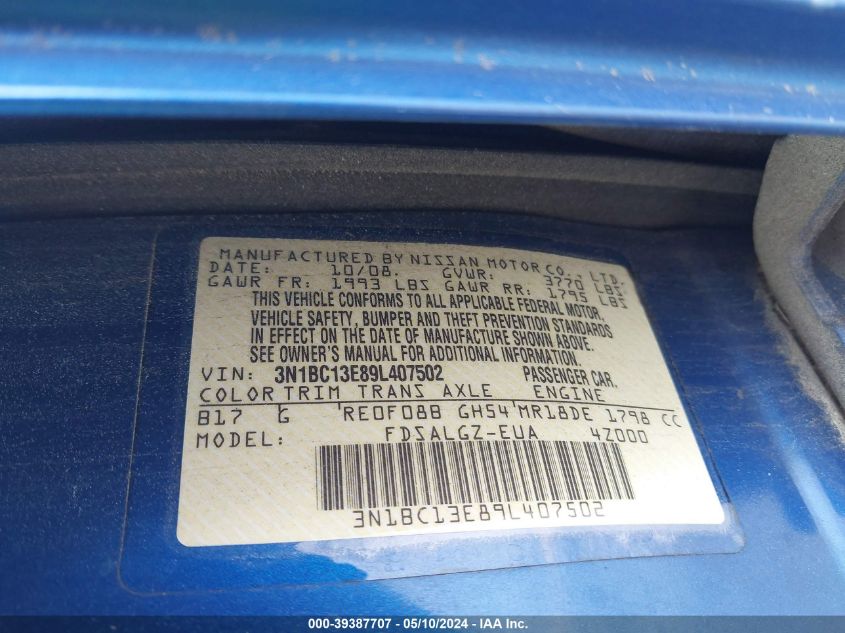 MANUFACTURED BY NISSAN MOTOR CO., LTD.
DATE: 10/08. GVWR: 3770 LBS
GAWR FR: 1993 LBS GAWR RR: 1795 LBS
THIS VEHICLE CONFORMS TO ALL APPLICABLE FEDERAL MOTOR
VEHICLE SAFETY, BUMPER AND THEFT PREVENTION STANDARDS
IN EFFECT ON THE DATE OF MANUFACTURE SHOWN ABOVE.
SEE OWNER'S MANUAL FOR ADDITIONAL INFORMATION.
VIN: 3N1BC13E89L407502 PASSENGER CAR.
COLOR TRIM TRANS AXLE ENGINE
B17 G RE0F08B GH54 MR18DE 1798 CC
MODEL: FDSALGZ-EUA 4Z000
3N1BC13E89L407502
000-39387707 - 05/10/2024 - IAA Inc.